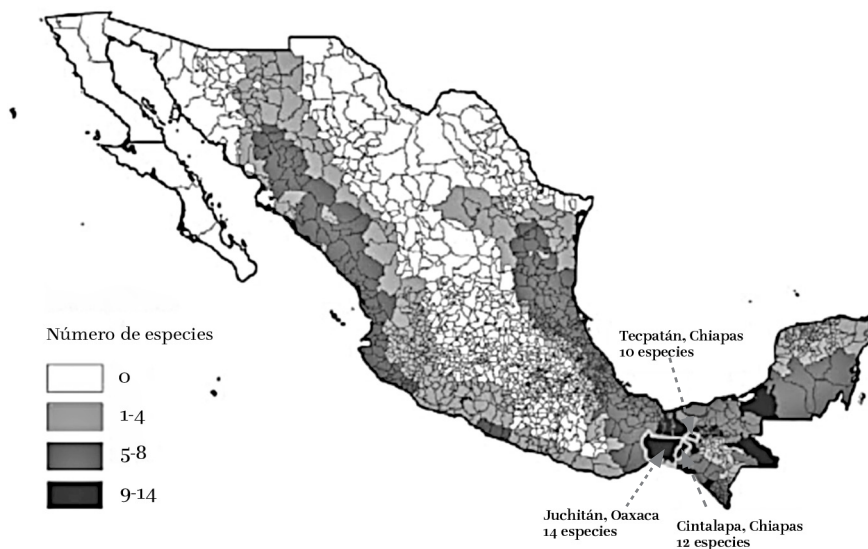 Tecpatán, Chiapas
10 especies
Número de especies
0
1-4
5-8
9-14
Juchitán, Oaxaca
14 especies
Cintalapa, Chiapas
12 especies